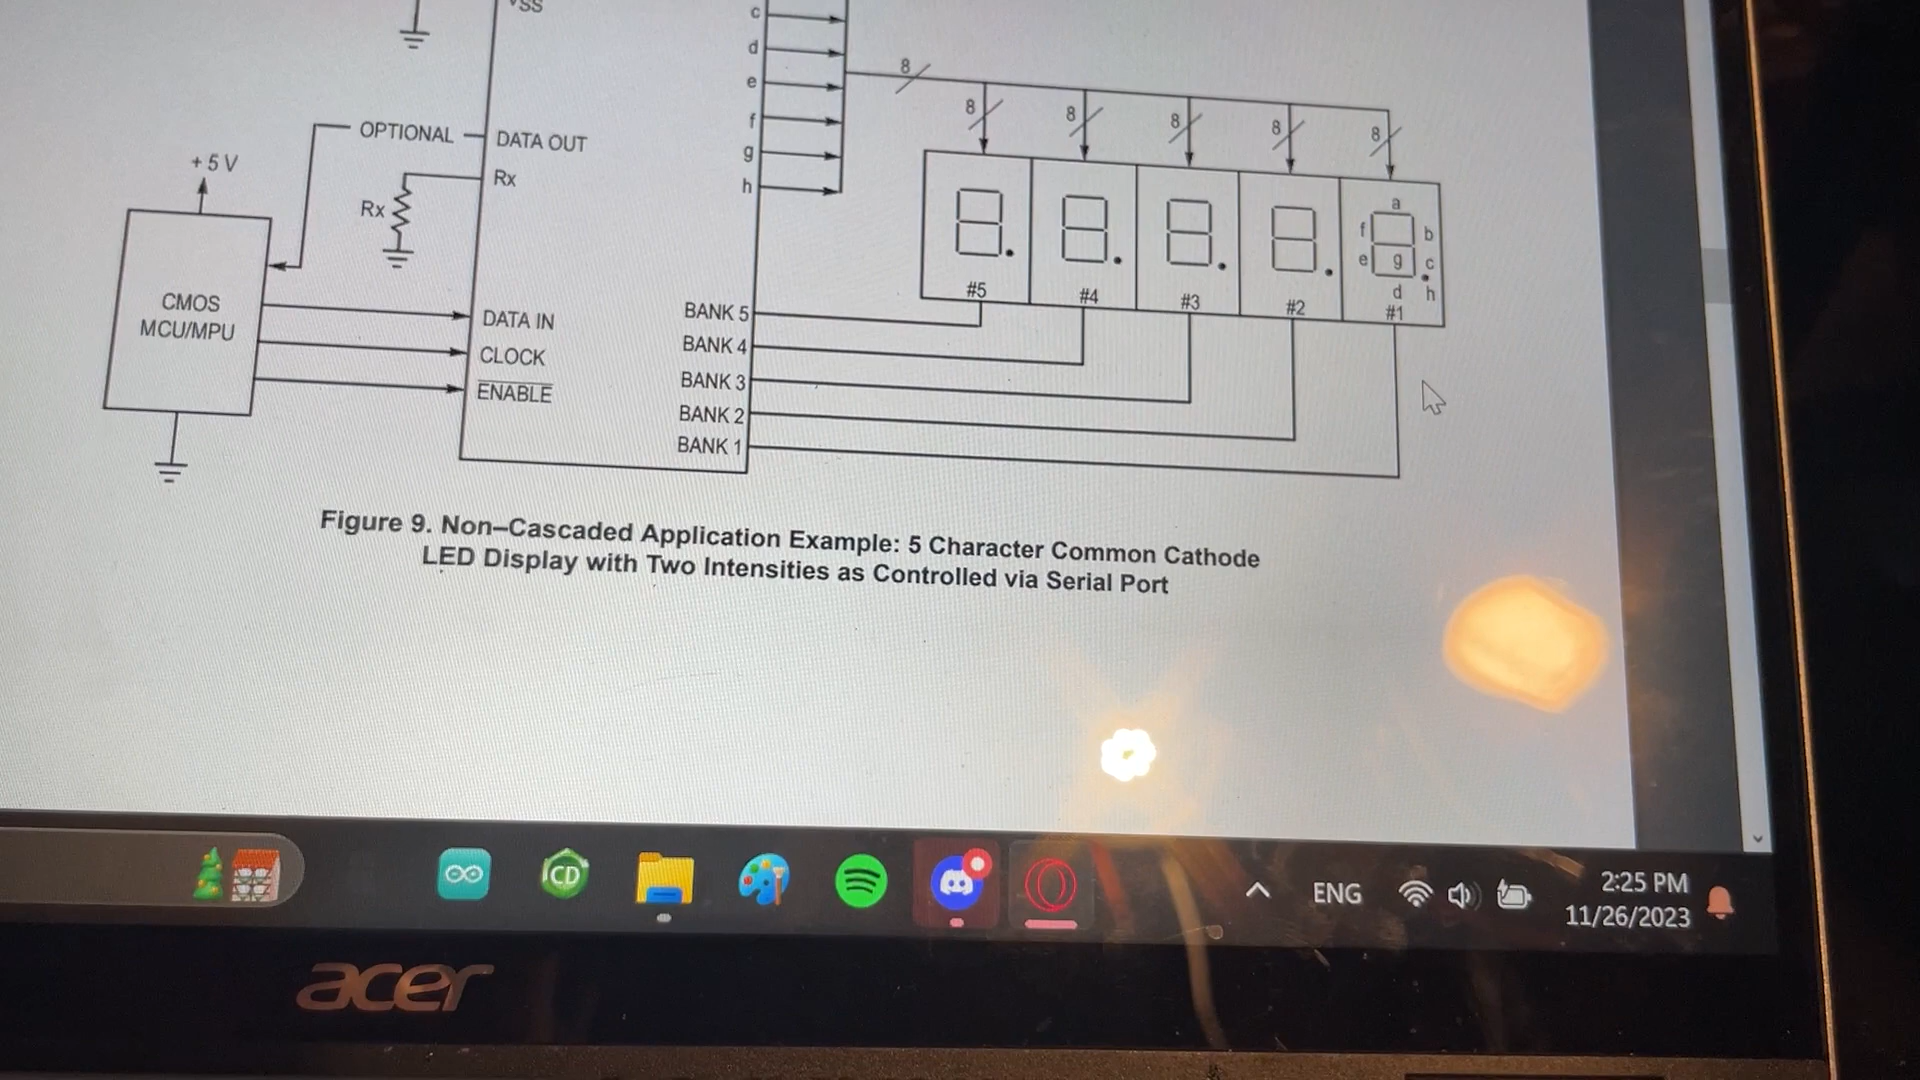 VSS
c
d
e
f
g
h
8
8
8
8
8
8
OPTIONAL
DATA OUT
+ 5 V
Rx
Rx
CMOS
MCU/MPU
DATA IN
CLOCK
ENABLE
BANK 5
BANK 4
BANK 3
BANK 2
BANK 1
a
f
b
e
g
c
d
h
#5
#4
#3
#2
#1
Figure 9. Non–Cascaded Application Example: 5 Character Common Cathode
LED Display with Two Intensities as Controlled via Serial Port
CD
ENG
2:25 PM
11/26/2023
acer